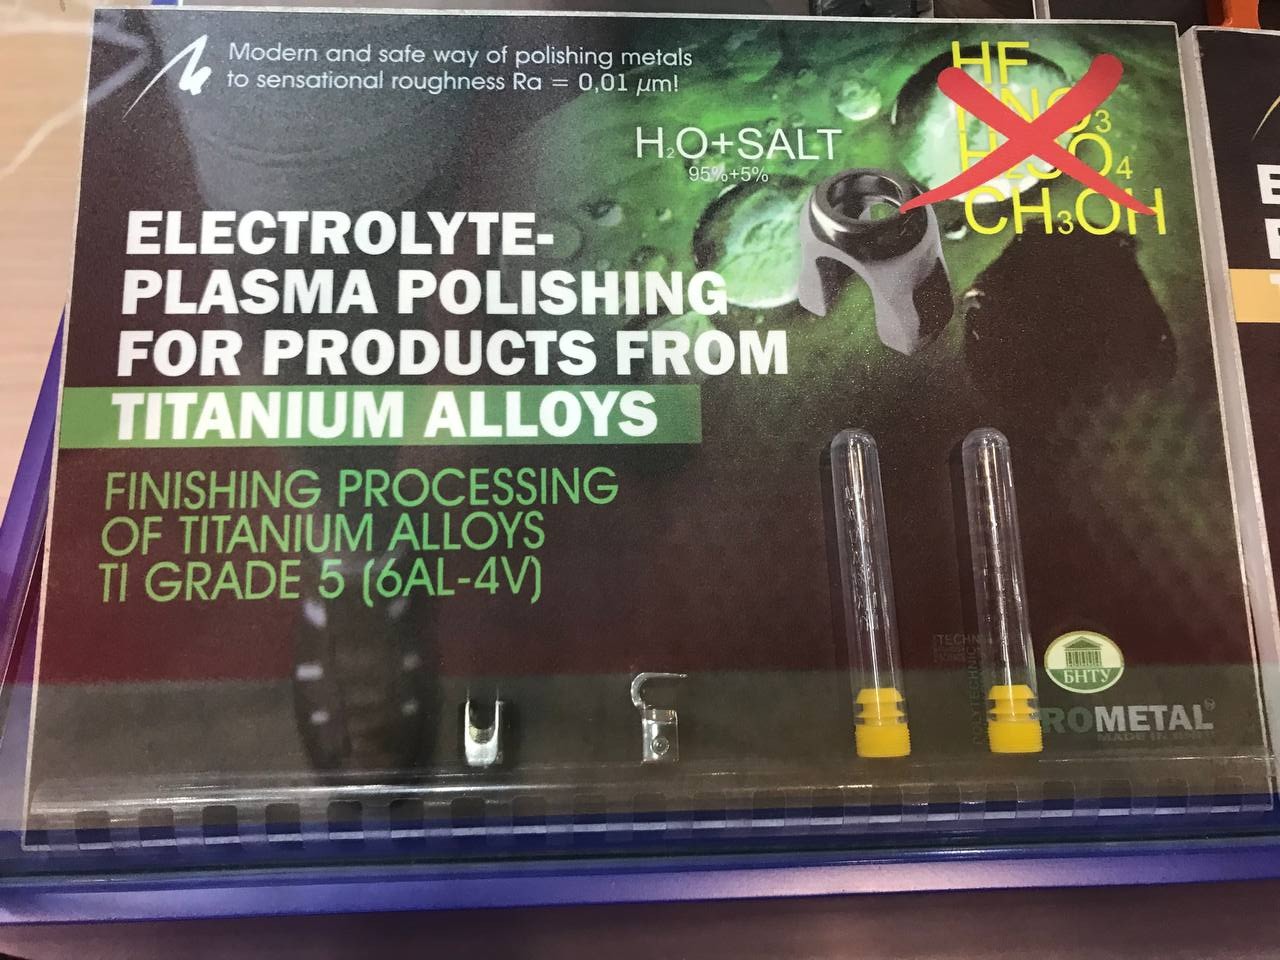 Modern and safe way of polishing metals
to sensational roughness Ra = 0,01 µm!
HF
HNO3
H2SO4
CH3OH
H2O+SALT
95%+5%
ELECTROLYTE-
PLASMA POLISHING
FOR PRODUCTS FROM
TITANIUM ALLOYS
FINISHING PROCESSING
OF TITANIUM ALLOYS
TI GRADE 5 (6AL-4V)
БНТУ
ROMETAL